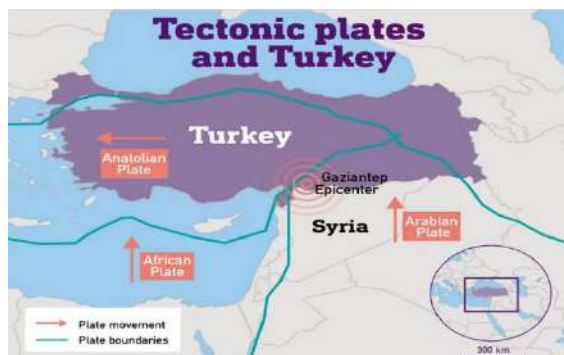 Tectonic plates
and Turkey
Turkey
Anatolian
Plate
Gaziantep
Epicenter
Syria
African
Plate
Arabian
Plate
Plate movement
Plate boundaries
300 km